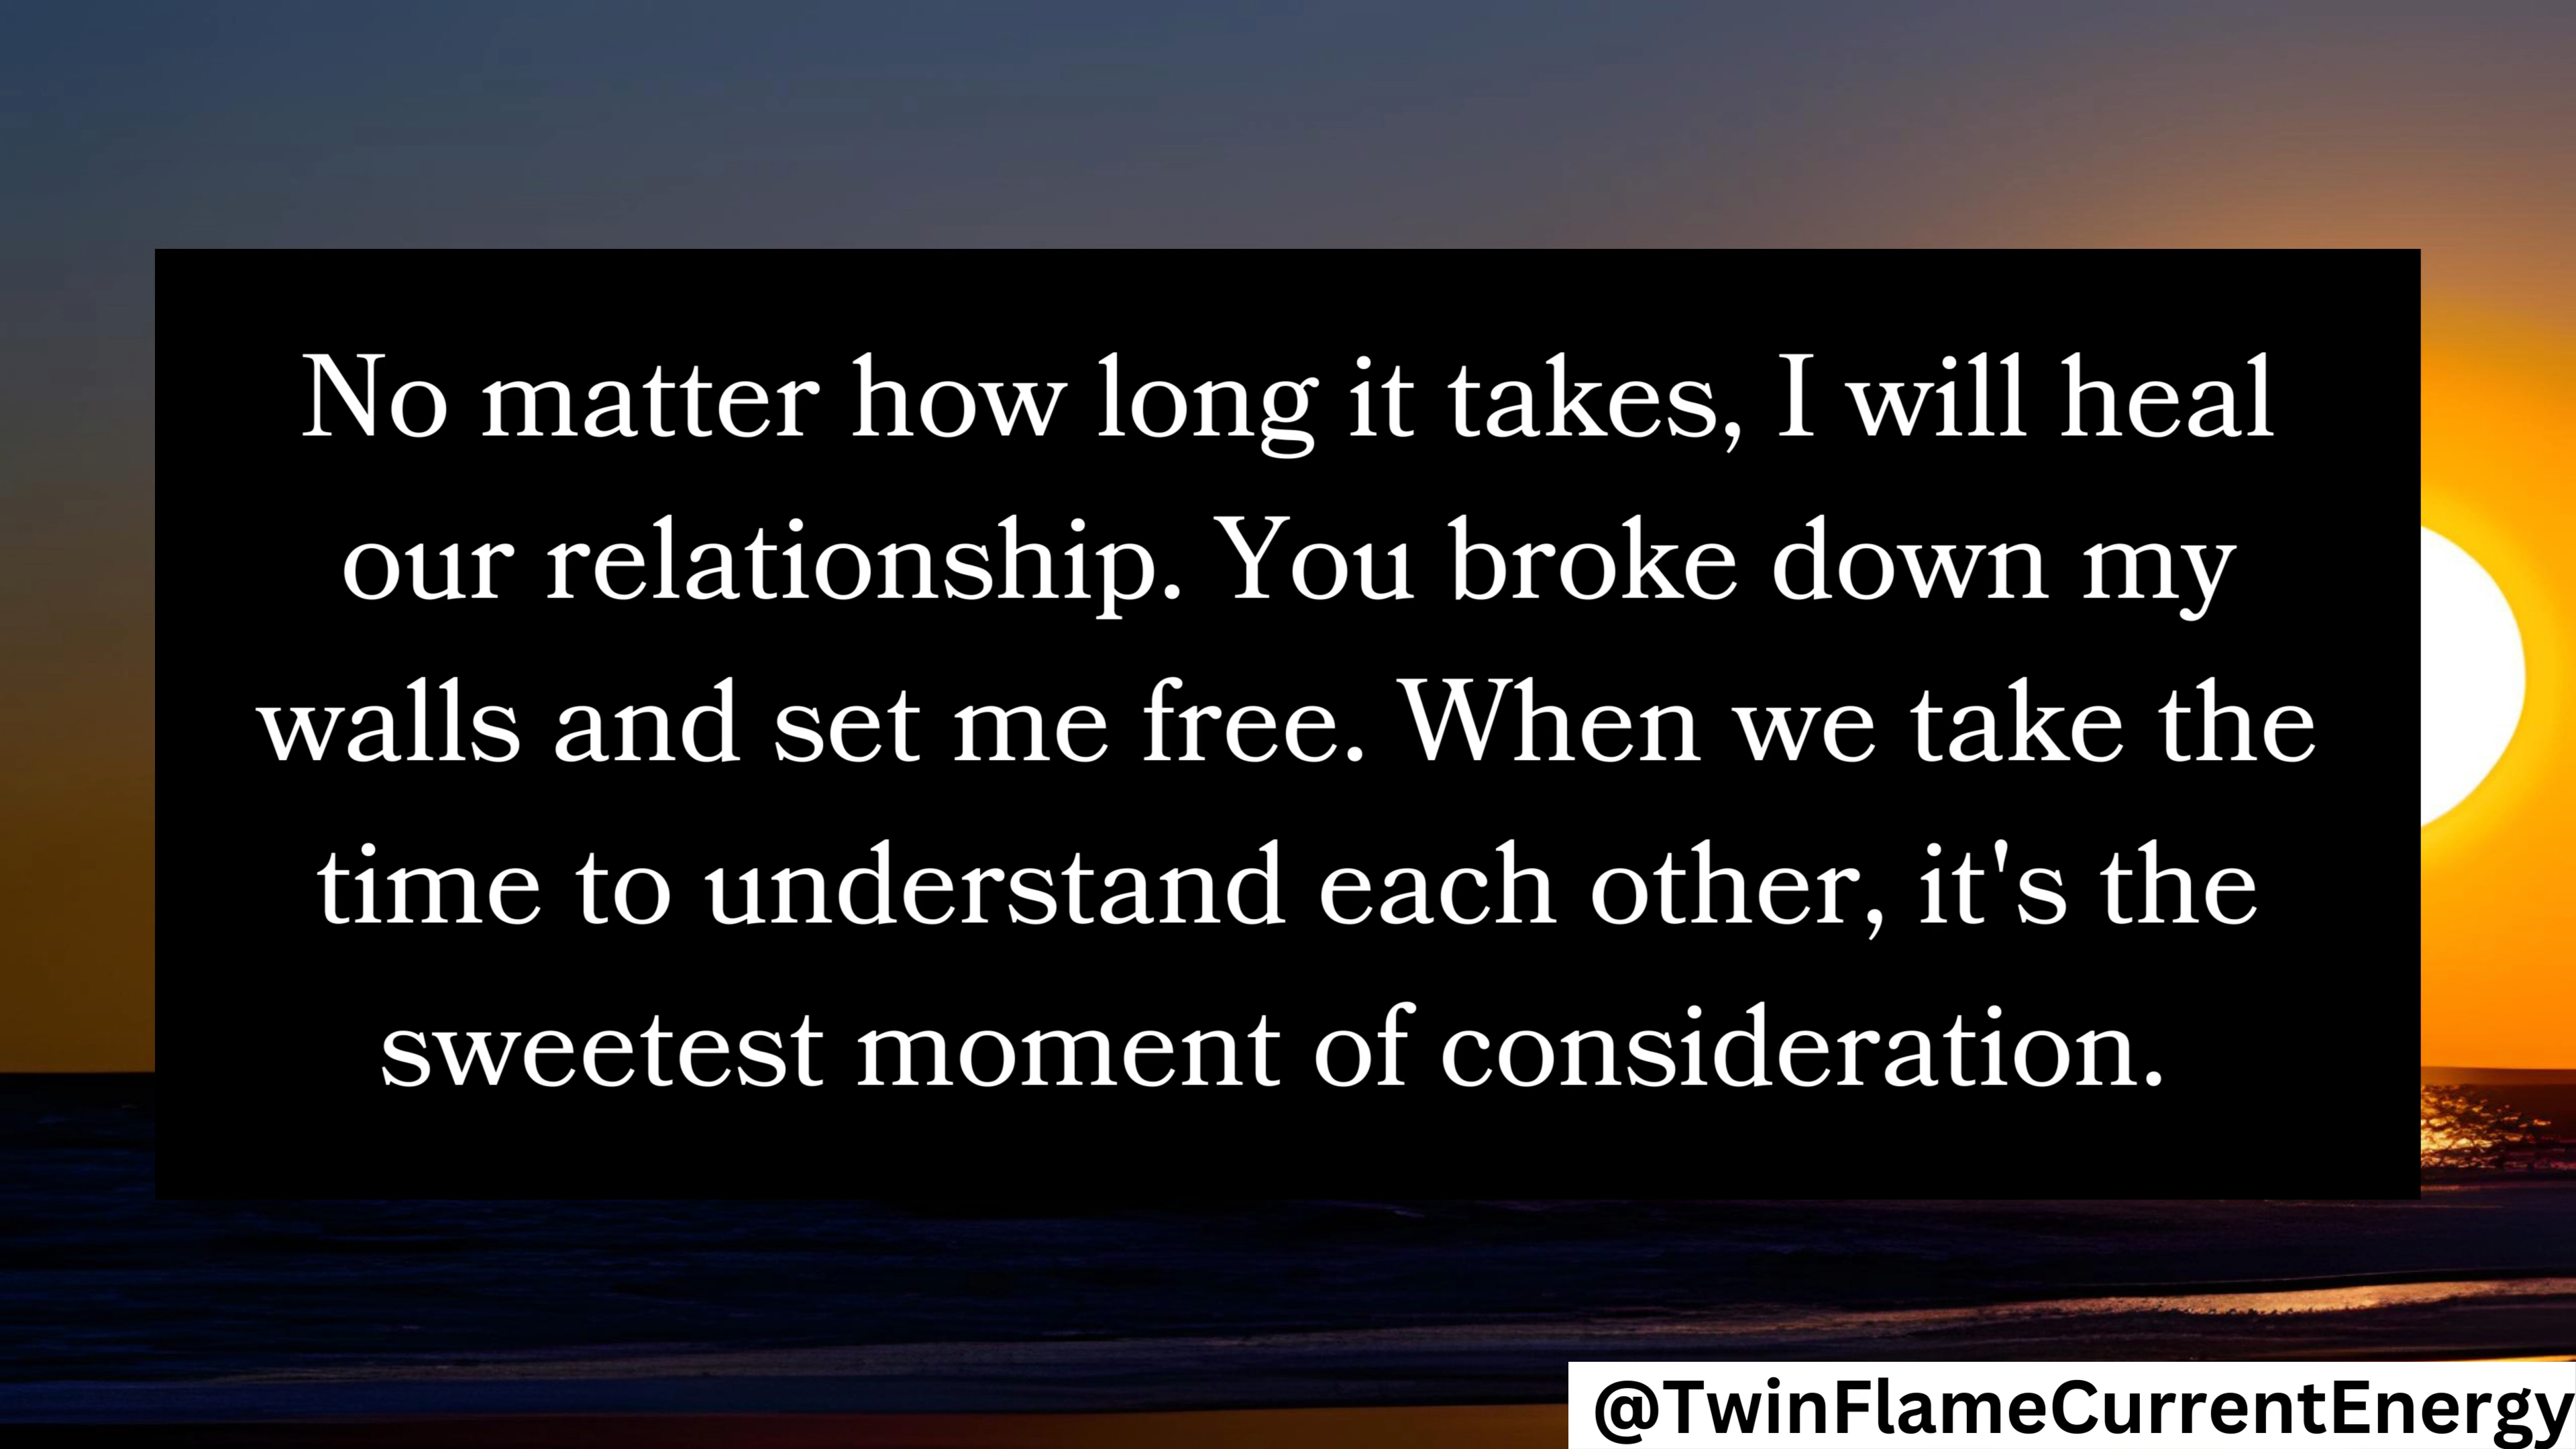 No matter how long it takes, I will heal
our relationship. You broke down my
walls and set me free. When we take the
time to understand each other, it's the
sweetest moment of consideration.
@TwinFlameCurrentEnergy